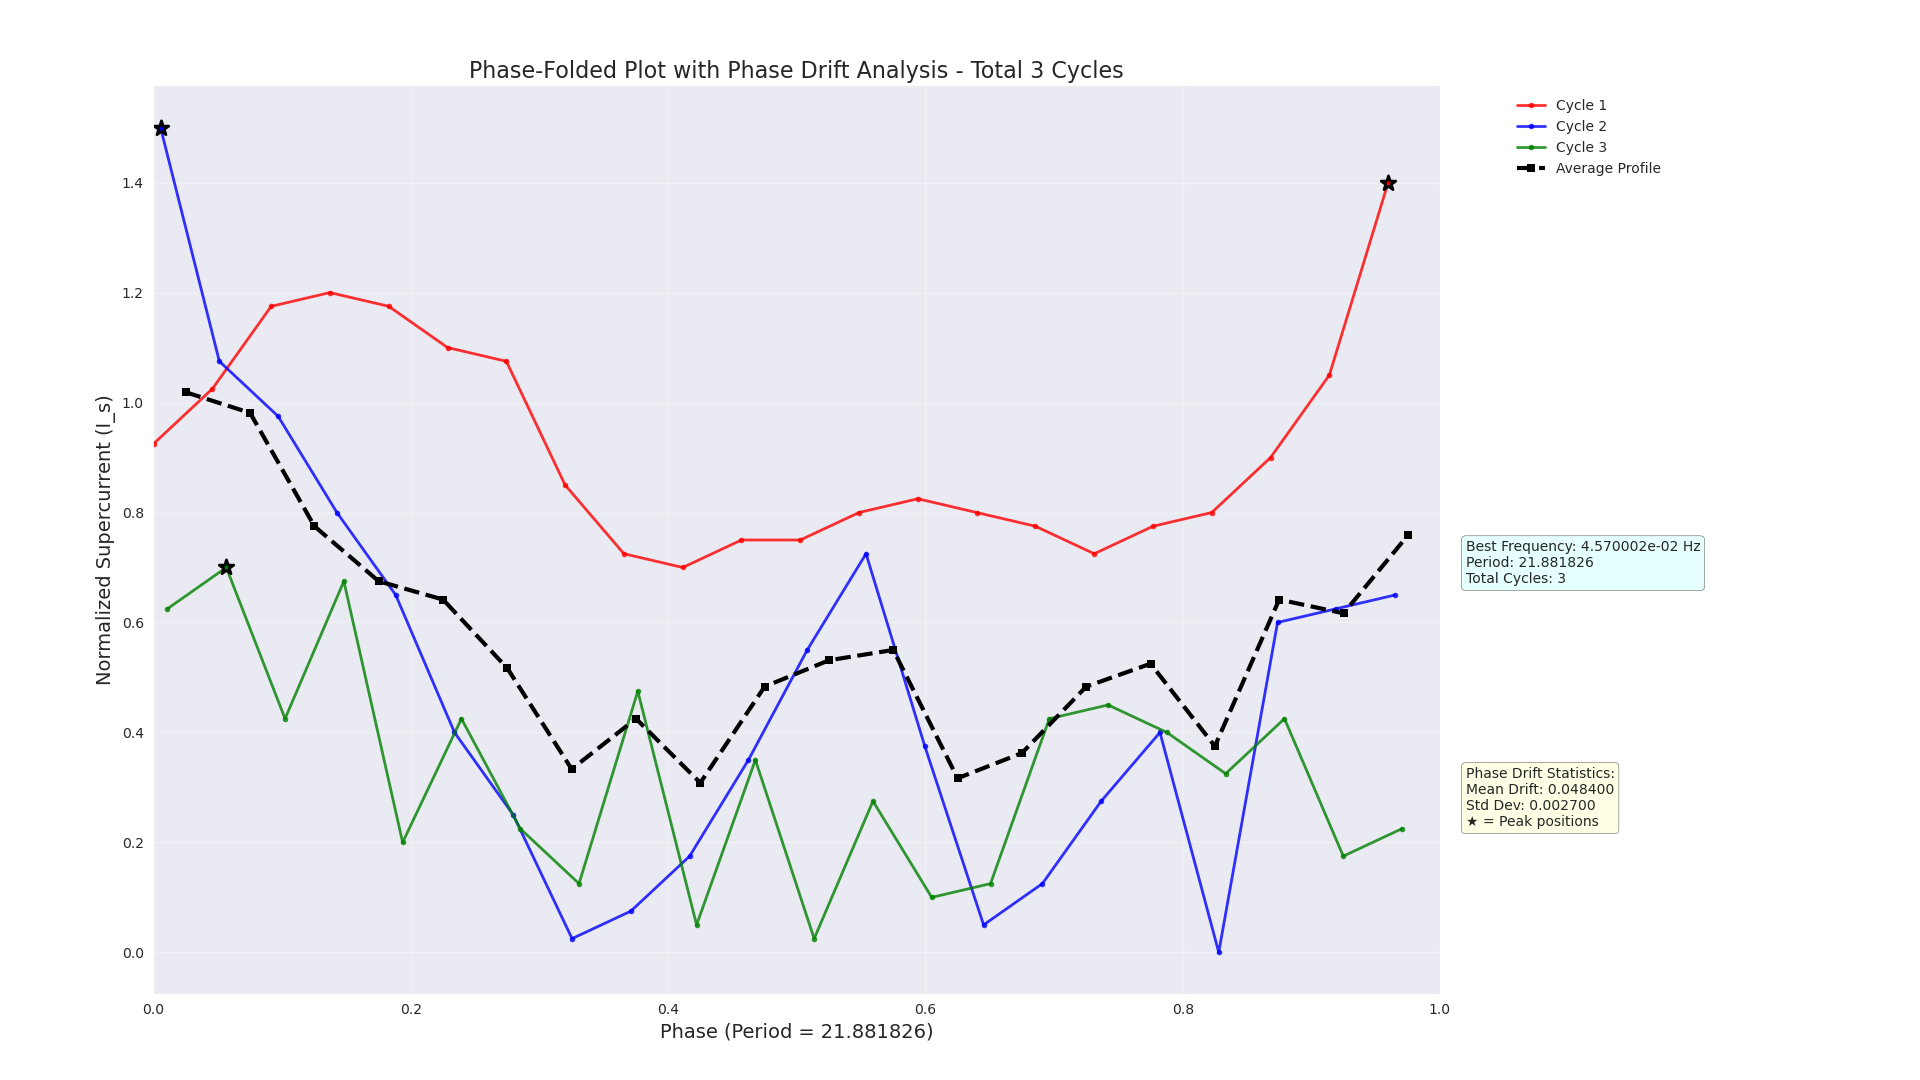 Phase-Folded Plot with Phase Drift Analysis - Total 3 Cycles
Cycle 1
Cycle 2
Cycle 3
Average Profile
Normalized Supercurrent (I_s)
1.4
1.2
1.0
0.8
0.6
0.4
0.2
0.0
0.0 0.2 0.4 0.6 0.8 1.0
Phase (Period = 21.881826)
Best Frequency: 4.570002e-02 Hz
Period: 21.881826
Total Cycles: 3
Phase Drift Statistics:
Mean Drift: 0.048400
Std Dev: 0.002700
★ = Peak positions